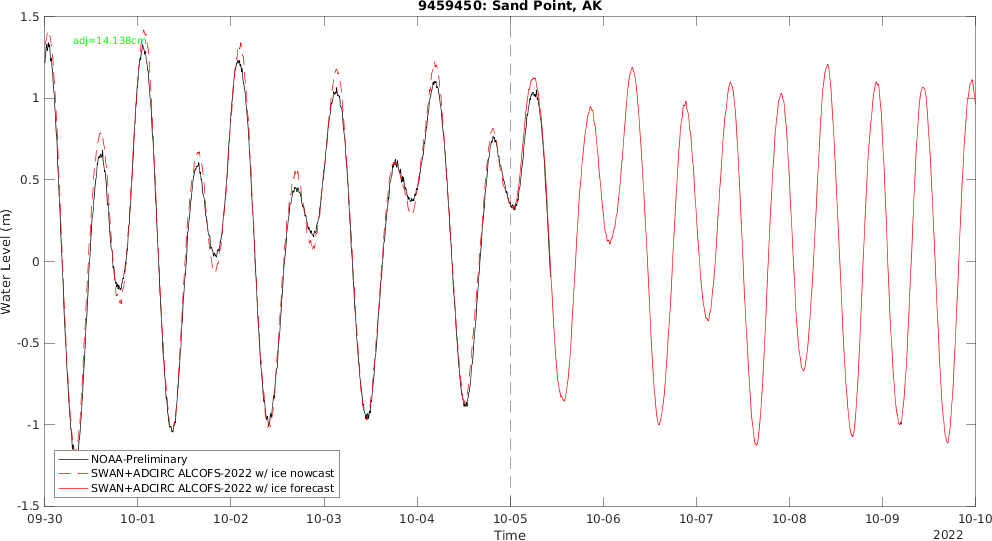 9459450: Sand Point, AK
adj=14.138cm
Water Level (m)
1.5
1
0.5
0
-0.5
-1
-1.5
NOAA-Preliminary
SWAN+ADCIRC ALCOFS-2022 w/ ice nowcast
SWAN+ADCIRC ALCOFS-2022 w/ ice forecast
09-30 10-01 10-02 10-03 10-04 10-05 10-06 10-07 10-08 10-09 10-10
Time
2022